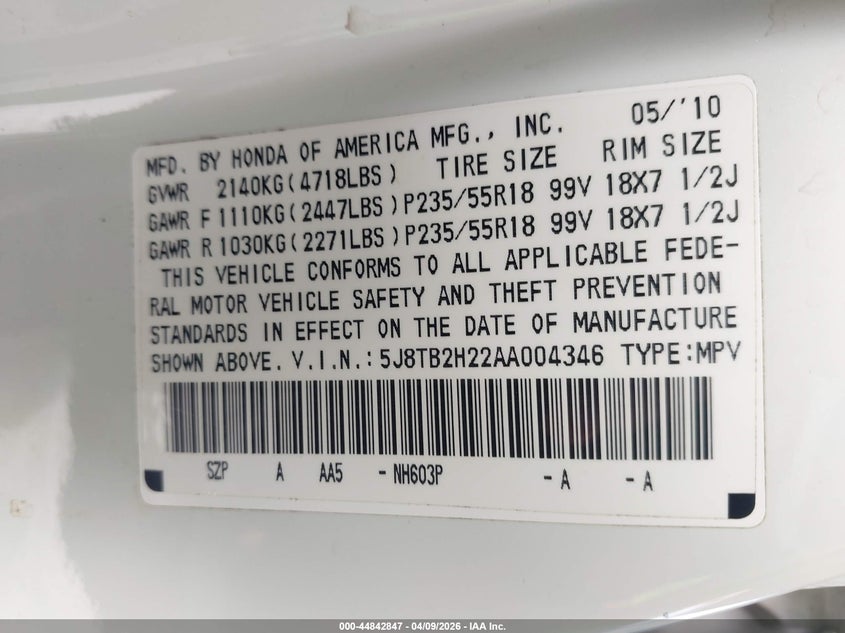 MFD. BY HONDA OF AMERICA MFG., INC. 05/'10
GVWR 2140KG(4718LBS) TIRE SIZE RIM SIZE
GAWR F 1110KG(2447LBS)P235/55R18 99V 18X7 1/2J
GAWR R 1030KG(2271LBS)P235/55R18 99V 18X7 1/2J
THIS VEHICLE CONFORMS TO ALL APPLICABLE FEDE-
RAL MOTOR VEHICLE SAFETY AND THEFT PREVENTION
STANDARDS IN EFFECT ON THE DATE OF MANUFACTURE
SHOWN ABOVE. V.I.N.:5J8TB2H22AA004346 TYPE:MPV
SZP A AA5 - NH603P - A - A
000-44842847 - 04/09/2026 - IAA Inc.